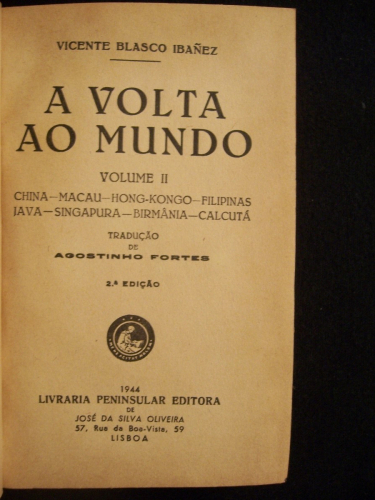 VICENTE BLASCO IBAÑEZ
A VOLTA
AO MUNDO
VOLUME II
CHINA—MACAU—HONG-KONGO—FILIPINAS
JAVA—SINGAPURA—BIRMÂNIA—CALCUTÁ
TRADUÇÃO
DE
AGOSTINHO FORTES
2.ª EDIÇÃO
1944
LIVRARIA PENINSULAR EDITORA
DE
JOSÉ DA SILVA OLIVEIRA
57, Rua da Boa-Vista, 59
LISBOA